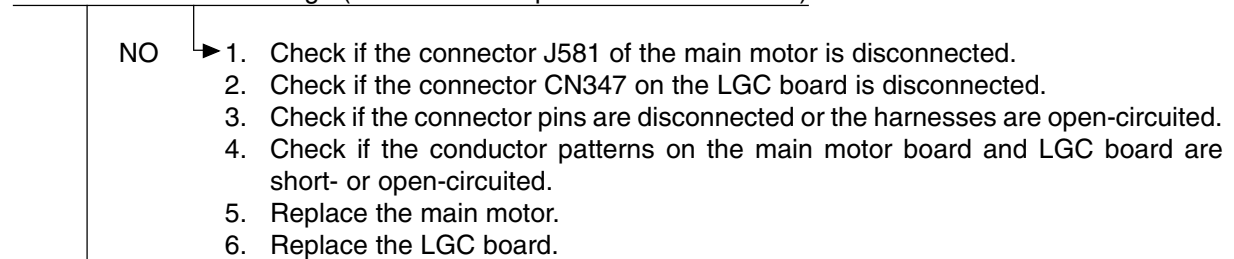 NO 1. Check if the connector J581 of the main motor is disconnected.
2. Check if the connector CN347 on the LGC board is disconnected.
3. Check if the connector pins are disconnected or the harnesses are open-circuited.
4. Check if the conductor patterns on the main motor board and LGC board are
short- or open-circuited.
5. Replace the main motor.
6. Replace the LGC board.